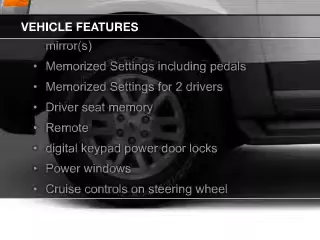 VEHICLE FEATURES
mirror(s)
• Memorized Settings including pedals
• Memorized Settings for 2 drivers
• Driver seat memory
• Remote
• digital keypad power door locks
• Power windows
• Cruise controls on steering wheel